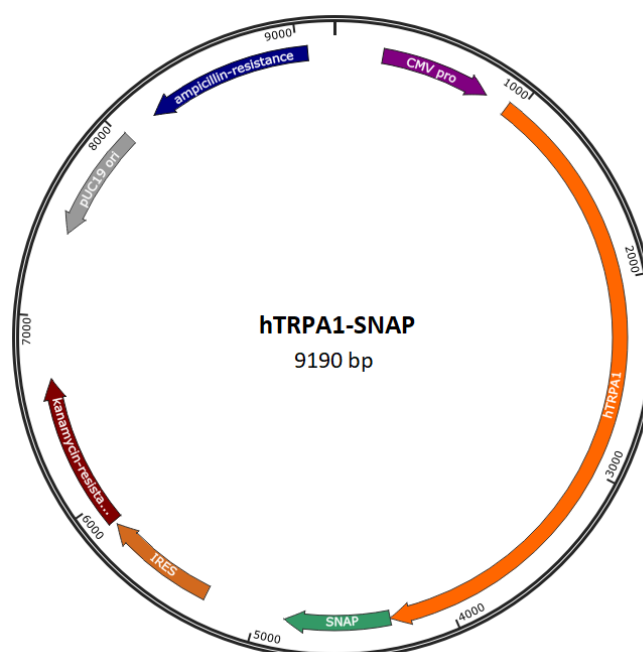 9000
ampicillin-resistance
CMV pro
1000
8000
pUC19 ori
2000
hTRPA1-SNAP
9190 bp
7000
hTRPA1
kanamycin-resista...
3000
6000
IRES
SNAP
4000
5000